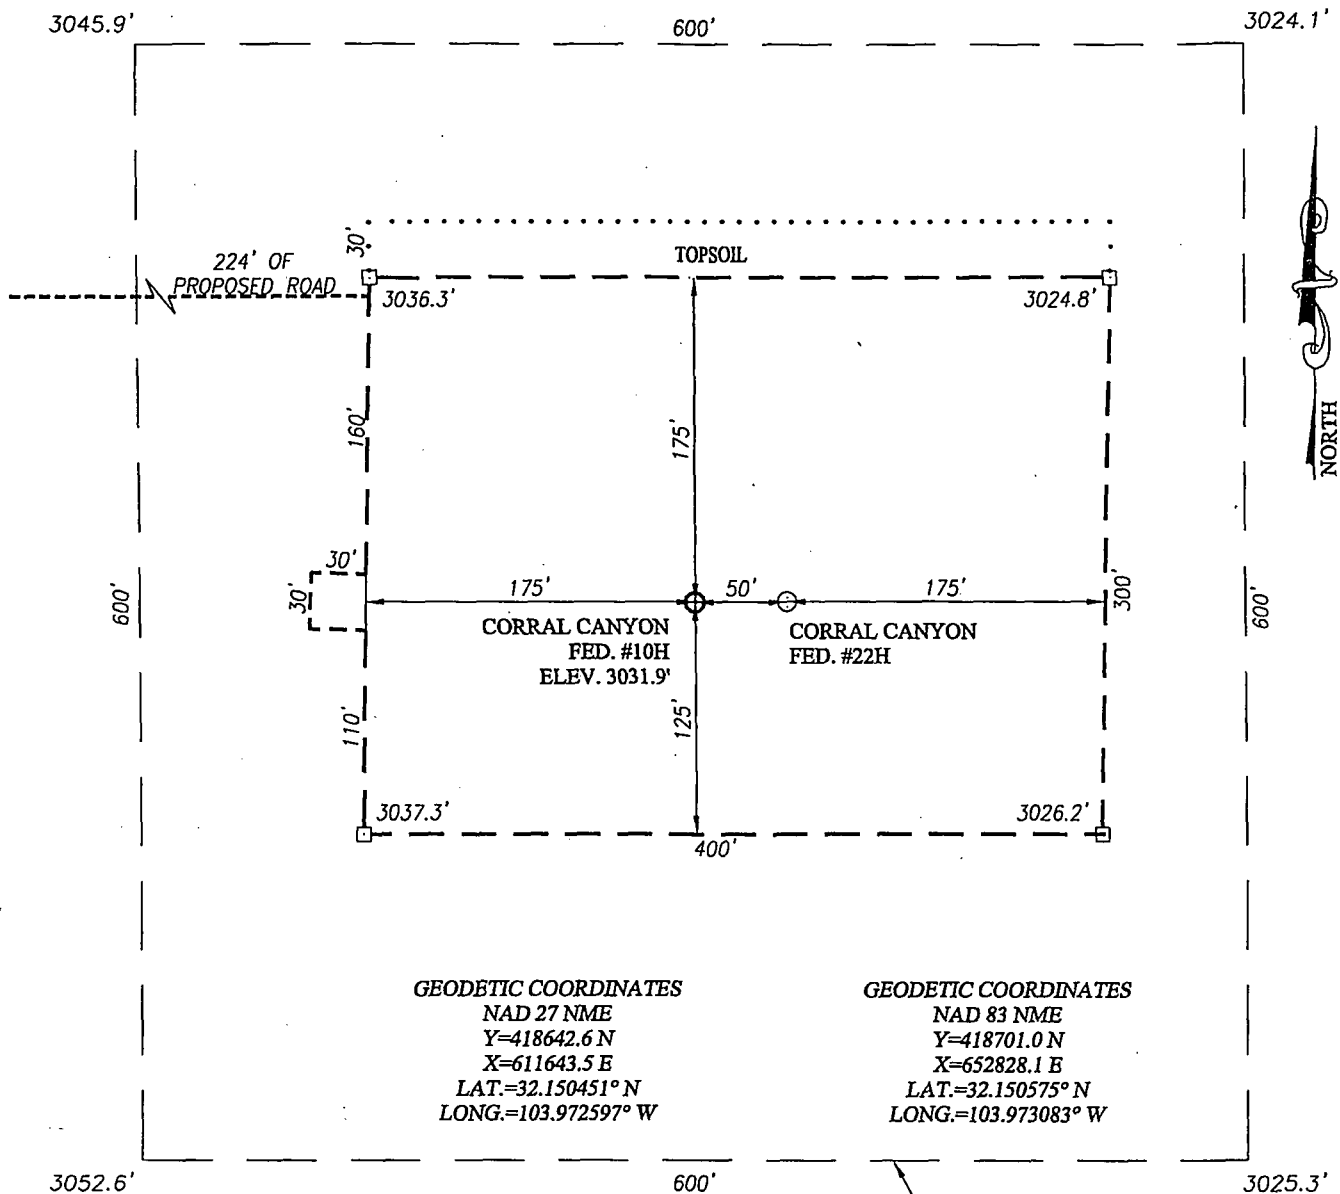 3045.9'
600'
3024.1'
30'
TOPSOIL
224' OF
PROPOSED ROAD
3036.3'
3024.8'
160'
175'
NORTH
30'
30'
175'
50'
175'
300'
600'
600'
CORRAL CANYON
FED. #10H
ELEV. 3031.9'
CORRAL CANYON
FED. #22H
110'
125'
3037.3'
3026.2'
400'
GEODETIC COORDINATES
NAD 27 NME
Y=418642.6 N
X=611643.5 E
LAT.=32.150451° N
LONG.=103.972597° W
GEODETIC COORDINATES
NAD 83 NME
Y=418701.0 N
X=652828.1 E
LAT.=32.150575° N
LONG.=103.973083° W
3052.6'
600'
3025.3'